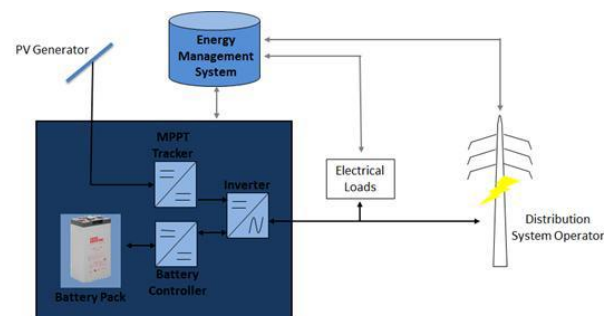 Energy
Management
System
PV Generator
MPPT
Tracker
Inverter
Electrical
Loads
Distribution
System Operator
Battery Pack
Battery
Controller